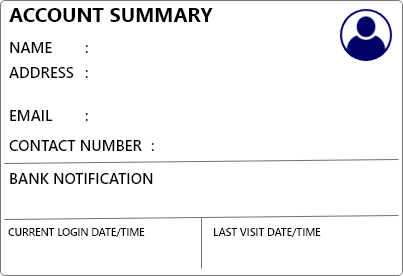 ACCOUNT SUMMARY
NAME :
ADDRESS :
EMAIL :
CONTACT NUMBER :
BANK NOTIFICATION
CURRENT LOGIN DATE/TIME
LAST VISIT DATE/TIME